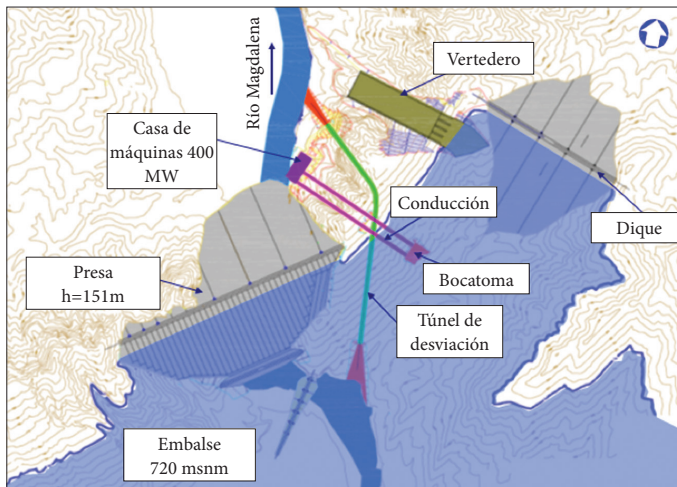 Vertedero
Río Magdalena
Casa de
máquinas 400
MW
Conducción
Dique
Presa
h=151m
Bocatoma
Túnel de
desviación
Embalse
720 msnm